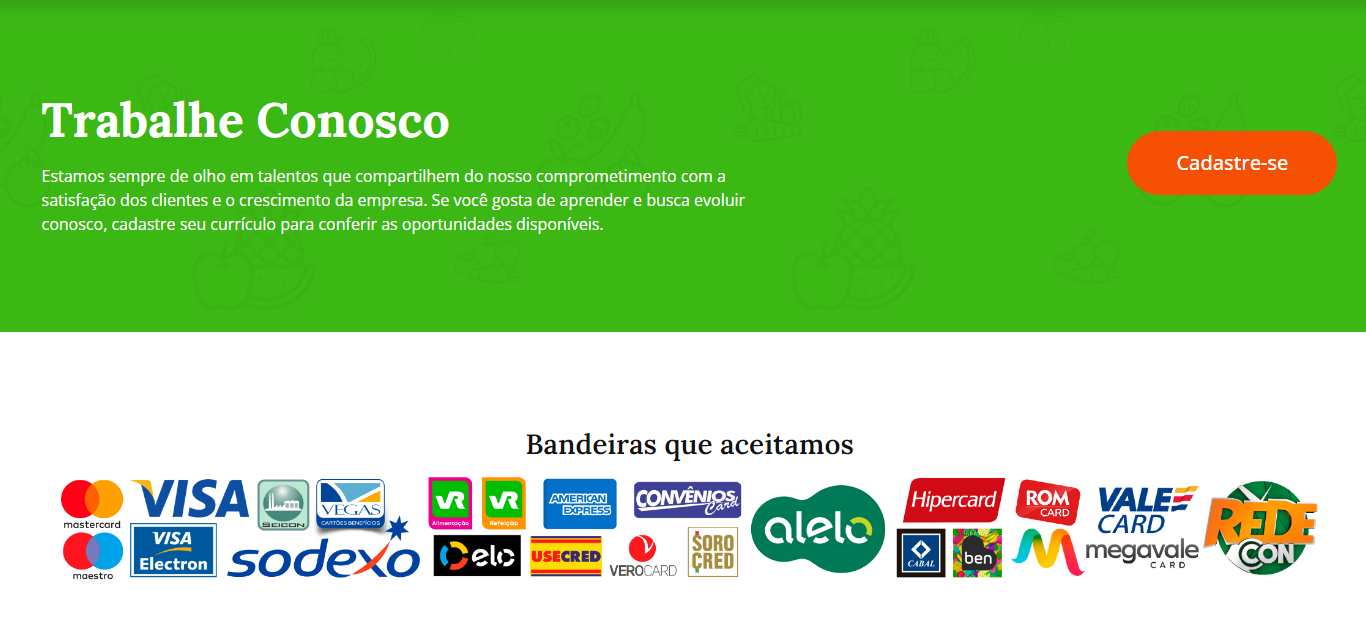 Trabalhe Conosco
Estamos sempre de olho em talentos que compartilhem do nosso comprometimento com a
satisfação dos clientes e o crescimento da empresa. Se você gosta de aprender e busca evoluir
conosco, cadastre seu currículo para conferir as oportunidades disponíveis.
Cadastre-se
Bandeiras que aceitamos
mastercard
VISA
SEICON
VEGAS
CARTÕES BENEFÍCIOS
VR
Alimentação
VR
Refeição
AMERICAN
EXPRESS
CONVÊNIOS
Card
alelo
Hipercard
ROM
CARD
VALE
CARD
REDE
CON
maestro
VISA
Electron
sodexo
elo
USECRED
VEROCARD
SORO
CRED
CABAL
ben
megavale
CARD